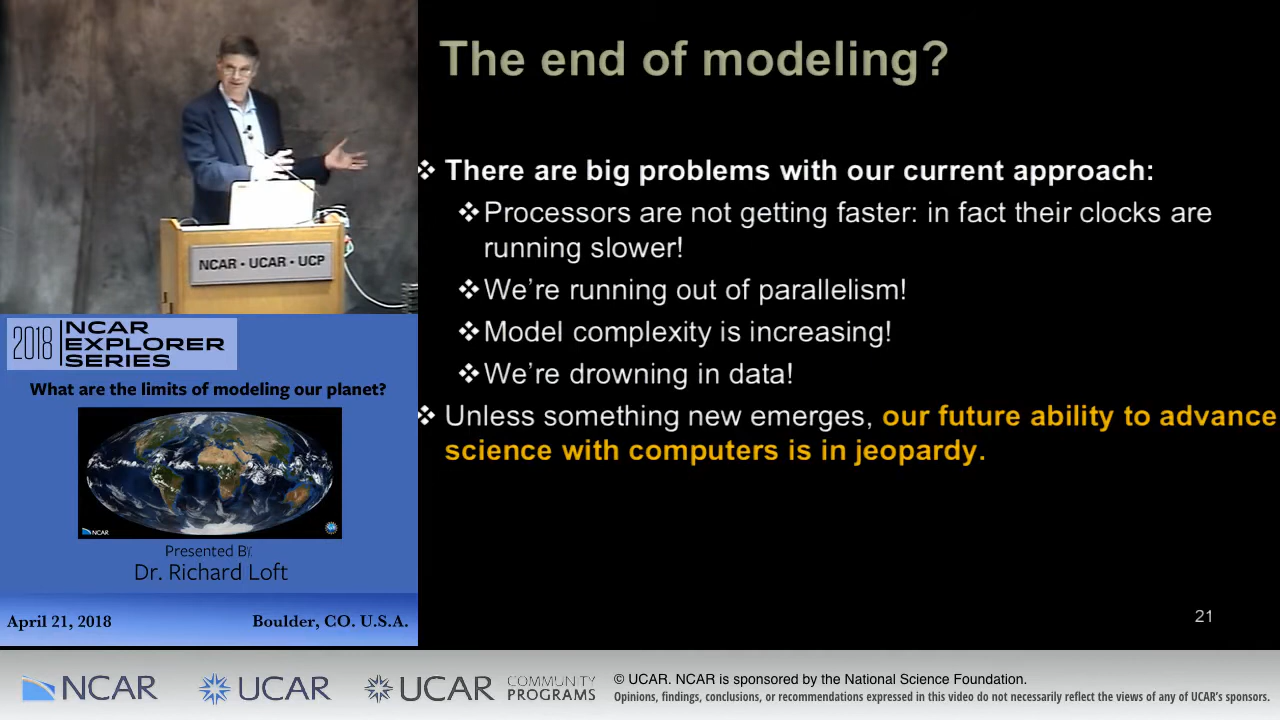 The end of modeling?
❖ There are big problems with our current approach:
❖Processors are not getting faster: in fact their clocks are
running slower!
❖We're running out of parallelism!
❖Model complexity is increasing!
❖We're drowning in data!
❖ Unless something new emerges, our future ability to advance
science with computers is in jeopardy.
21
NCAR • UCAR • UCP
2018
NCAR
EXPLORER
SERIES
What are the limits of modeling our planet?
NCAR
Presented By:
Dr. Richard Loft
April 21, 2018
Boulder, CO. U.S.A.
NCAR
UCAR
UCAR
COMMUNITY
PROGRAMS
© UCAR. NCAR is sponsored by the National Science Foundation.
Opinions, findings, conclusions, or recommendations expressed in this video do not necessarily reflect the views of any of UCAR's sponsors.